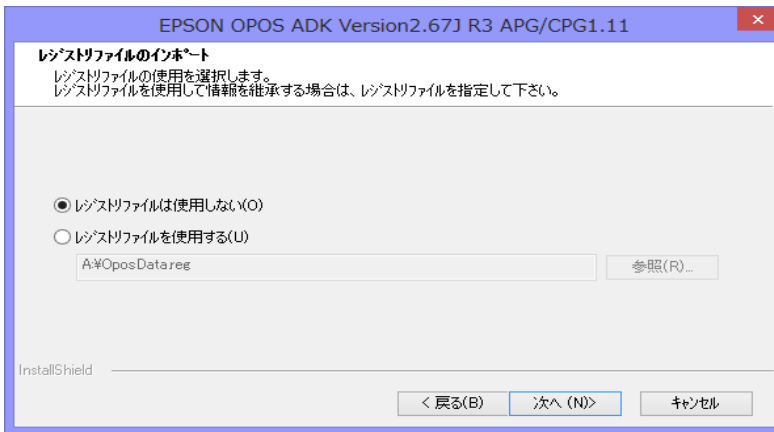 EPSON OPOS ADK Version2.67J R3 APG/CPG1.11
×
レジストリファイルのインポート
レジストリファイルの使用を選択します。
レジストリファイルを使用して情報を継承する場合は、レジストリファイルを指定して下さい。
レジストリファイルは使用しない(O)
レジストリファイルを使用する(U)
A:¥OposData.reg
参照(R)...
InstallShield
< 戻る(B)
次へ (N)>
キャンセル